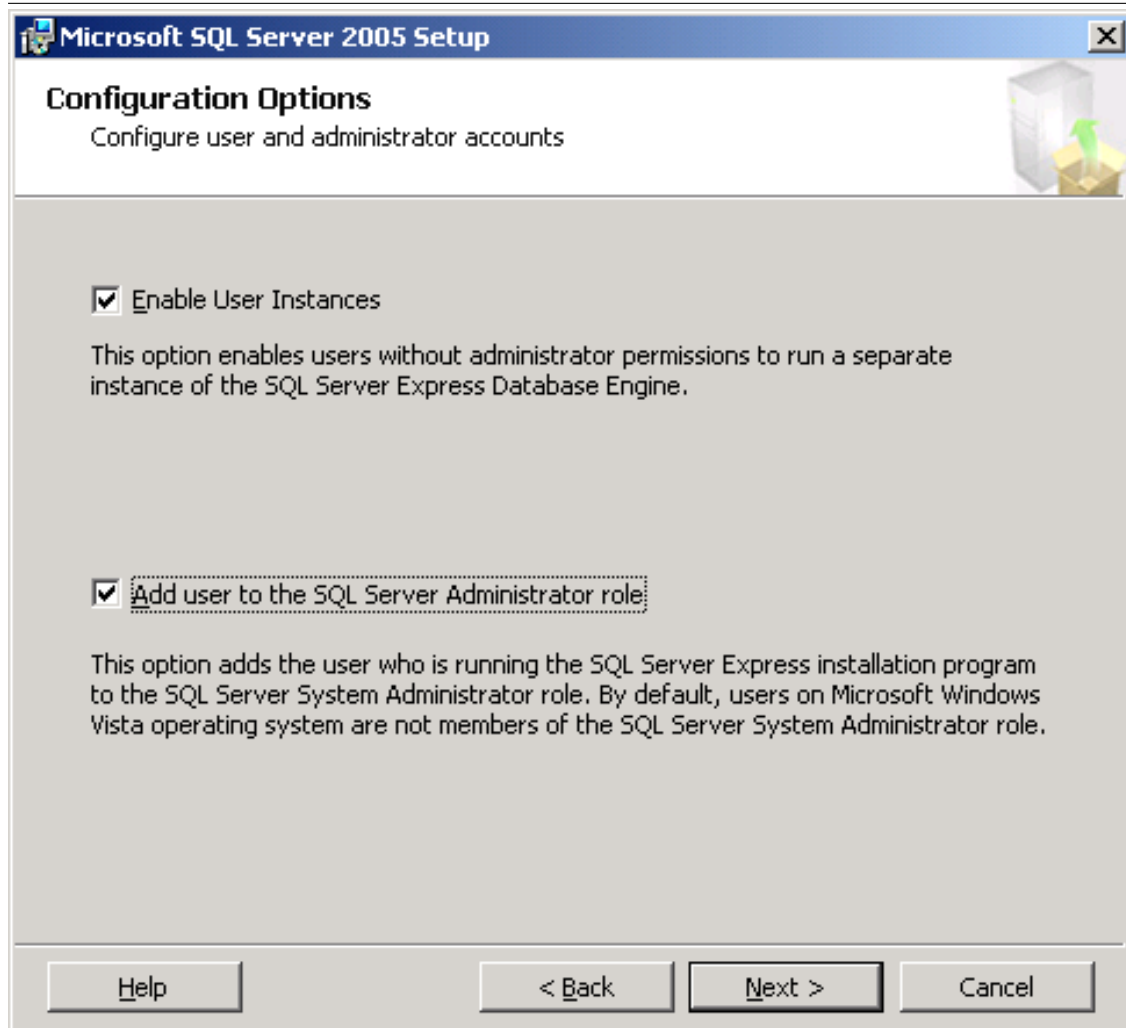 Microsoft SQL Server 2005 Setup
Configuration Options
Configure user and administrator accounts
Enable User Instances
This option enables users without administrator permissions to run a separate
instance of the SQL Server Express Database Engine.
Add user to the SQL Server Administrator role
This option adds the user who is running the SQL Server Express installation program
to the SQL Server System Administrator role. By default, users on Microsoft Windows
Vista operating system are not members of the SQL Server System Administrator role.
Help
< Back
Next >
Cancel